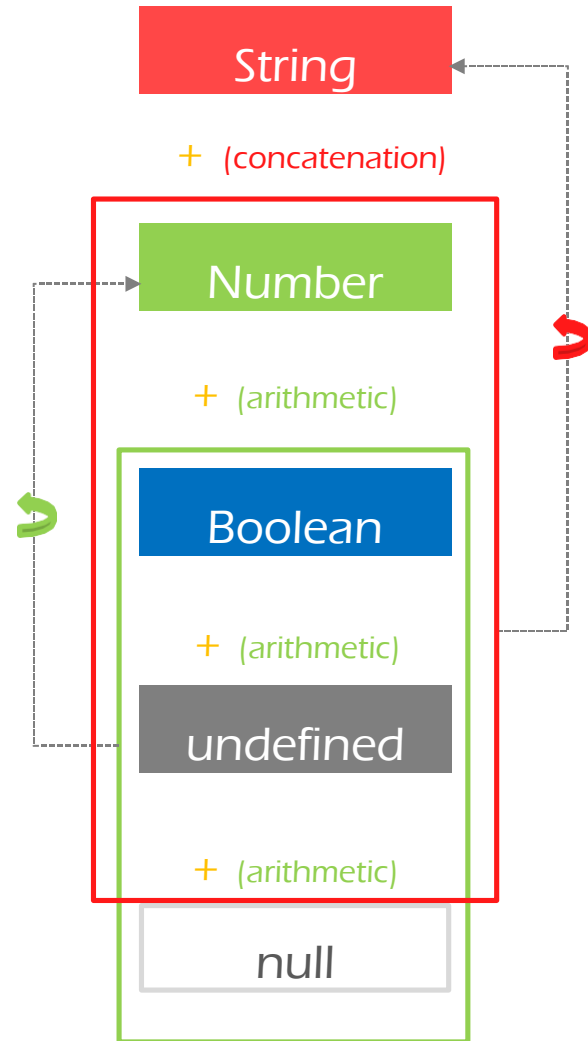 String
+ (concatenation)
Number
+ (arithmetic)
Boolean
+ (arithmetic)
undefined
+ (arithmetic)
null